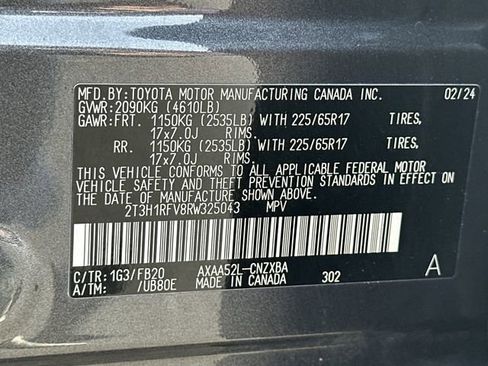 MFD.BY:TOYOTA MOTOR MANUFACTURING CANADA INC. 02/24
GVWR:2090KG (4610LB)
GAWR:FRT. 1150KG (2535LB) WITH 225/65R17 TIRES,
17x7.0J RIMS.
RR. 1150KG (2535LB) WITH 225/65R17 TIRES,
17x7.0J RIMS.
THIS VEHICLE CONFORMS TO ALL APPLICABLE FEDERAL MOTOR
VEHICLE SAFETY AND THEFT PREVENTION STANDARDS IN EFFECT ON
THE DATE OF MANUFACTURE SHOWN ABOVE.
2T3H1RFV8RW325043 MPV
C/TR:1G3/FB20 AXAA52L-CNZXBA A
A/TM: /UB80E MADE IN CANADA 302